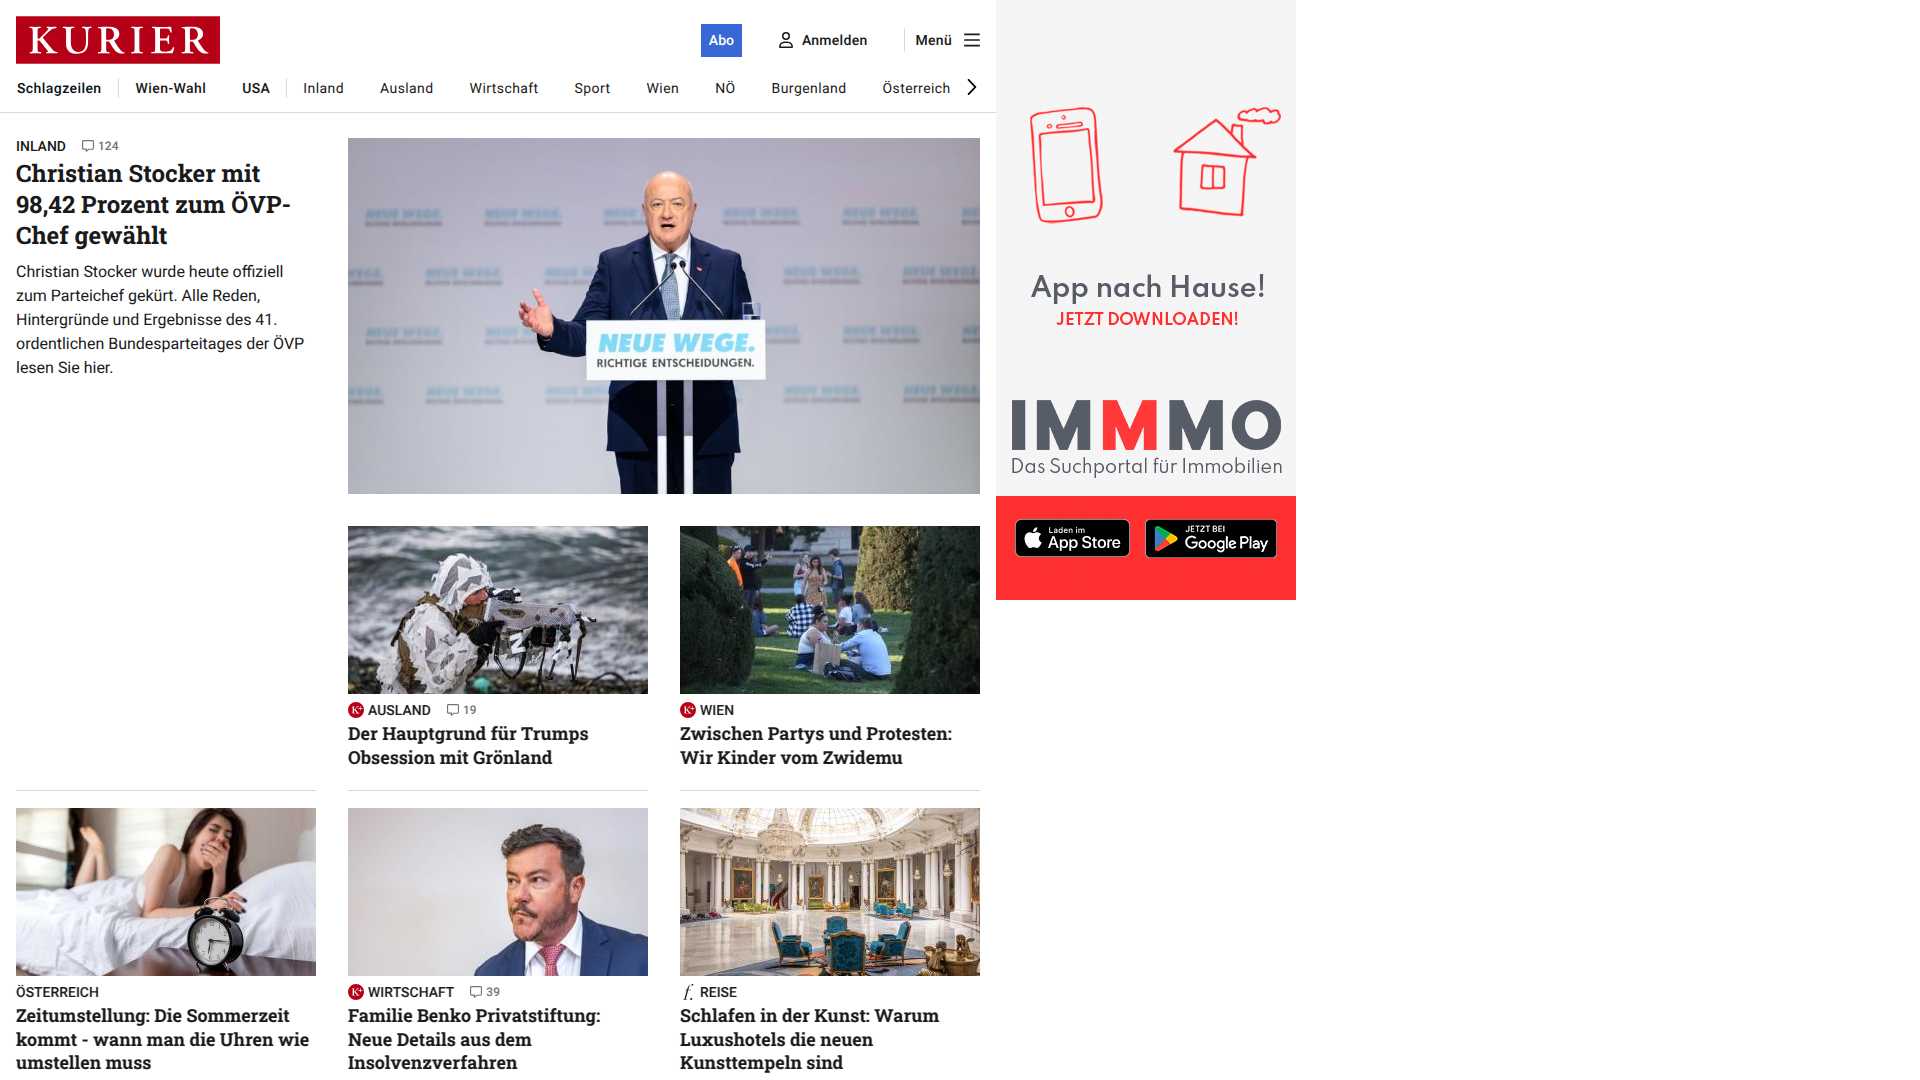 KURIER
Abo
Anmelden
Menü
Schlagzeilen
Wien-Wahl
USA
Inland
Ausland
Wirtschaft
Sport
Wien
NÖ
Burgenland
Österreich
INLAND 124
Christian Stocker mit
98,42 Prozent zum ÖVP-
Chef gewählt
Christian Stocker wurde heute offiziell
zum Parteichef gekürt. Alle Reden,
Hintergründe und Ergebnisse des 41.
ordentlichen Bundesparteitages der ÖVP
lesen Sie hier.
NEUE WEGE.
RICHTIGE ENTSCHEIDUNGEN.
K+ AUSLAND 19
Der Hauptgrund für Trumps
Obsession mit Grönland
K+ WIEN
Zwischen Partys und Protesten:
Wir Kinder vom Zwidemu
ÖSTERREICH
Zeitumstellung: Die Sommerzeit
kommt - wann man die Uhren wie
umstellen muss
K+ WIRTSCHAFT 39
Familie Benko Privatstiftung:
Neue Details aus dem
Insolvenzverfahren
f. REISE
Schlafen in der Kunst: Warum
Luxushotels die neuen
Kunsttempeln sind
App nach Hause!
JETZT DOWNLOADEN!
IMMMO
Das Suchportal für Immobilien
Laden im
App Store
JETZT BEI
Google Play